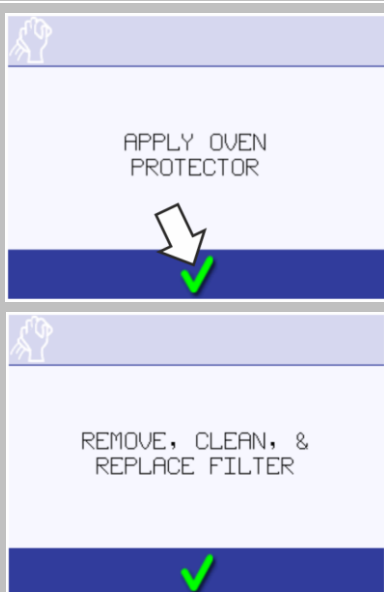 APPLY OVEN
PROTECTOR
REMOVE, CLEAN, &
REPLACE FILTER